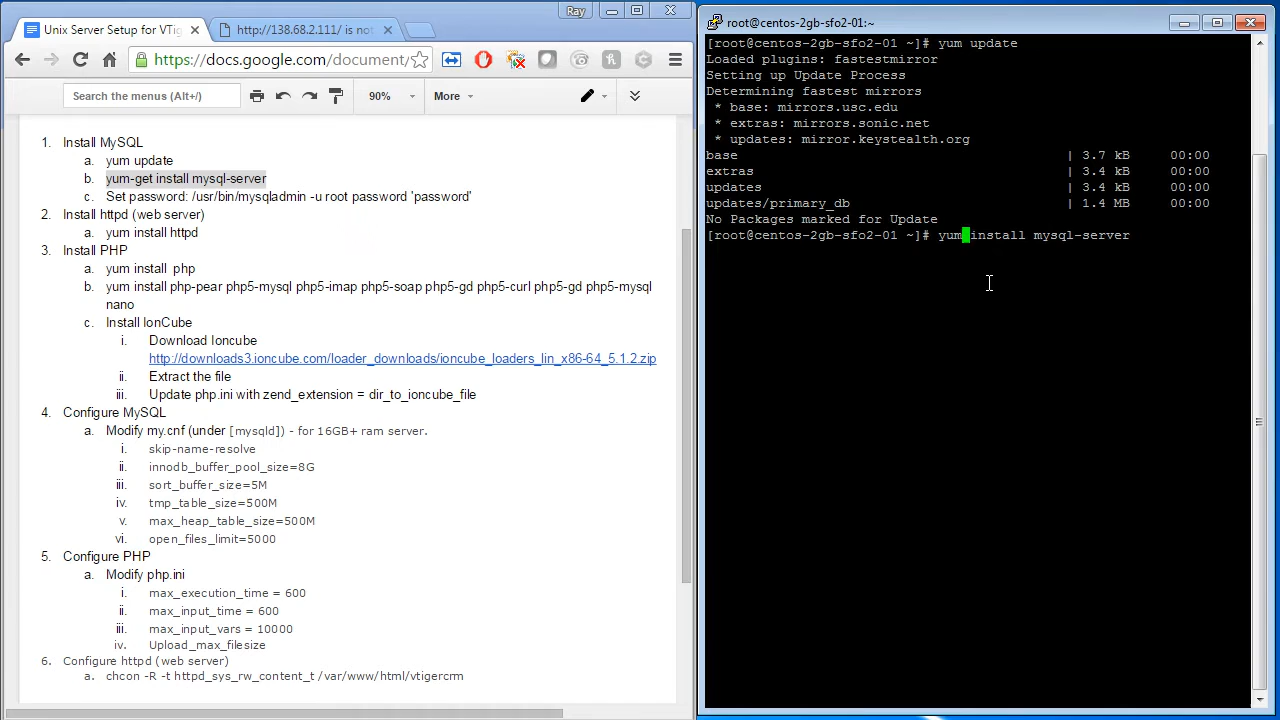 Ray
Unix Server Setup for VTig
http://138.68.2.111/ is not
https://docs.google.com/document/
Search the menus (Alt+/)
90%
More
1. Install MySQL
a. yum update
b. yum-get install mysql-server
c. Set password: /usr/bin/mysqladmin -u root password 'password'
2. Install httpd (web server)
a. yum install httpd
3. Install PHP
a. yum install  php
b. yum install php-pear php5-mysql php5-imap php5-soap php5-gd php5-curl php5-gd php5-mysql
nano
c. Install IonCube
i. Download Ioncube
http://downloads3.ioncube.com/loader_downloads/ioncube_loaders_lin_x86-64_5.1.2.zip
ii. Extract the file
iii. Update php.ini with zend_extension = dir_to_ioncube_file
4. Configure MySQL
a. Modify my.cnf (under [mysqld]) - for 16GB+ ram server.
i. skip-name-resolve
ii. innodb_buffer_pool_size=8G
iii. sort_buffer_size=5M
iv. tmp_table_size=500M
v. max_heap_table_size=500M
vi. open_files_limit=5000
5. Configure PHP
a. Modify php.ini
i. max_execution_time = 600
ii. max_input_time = 600
iii. max_input_vars = 10000
iv. Upload_max_filesize
6. Configure httpd (web server)
a. chcon -R -t httpd_sys_rw_content_t /var/www/html/vtigercrm
root@centos-2gb-sfo2-01:~
[root@centos-2gb-sfo2-01 ~]# yum update
Loaded plugins: fastestmirror
Setting up Update Process
Determining fastest mirrors
* base: mirrors.usc.edu
* extras: mirrors.sonic.net
* updates: mirror.keystealth.org
base | 3.7 kB 00:00
extras | 3.4 kB 00:00
updates | 3.4 kB 00:00
updates/primary_db | 1.4 MB 00:00
No Packages marked for Update
[root@centos-2gb-sfo2-01 ~]# yum install mysql-server